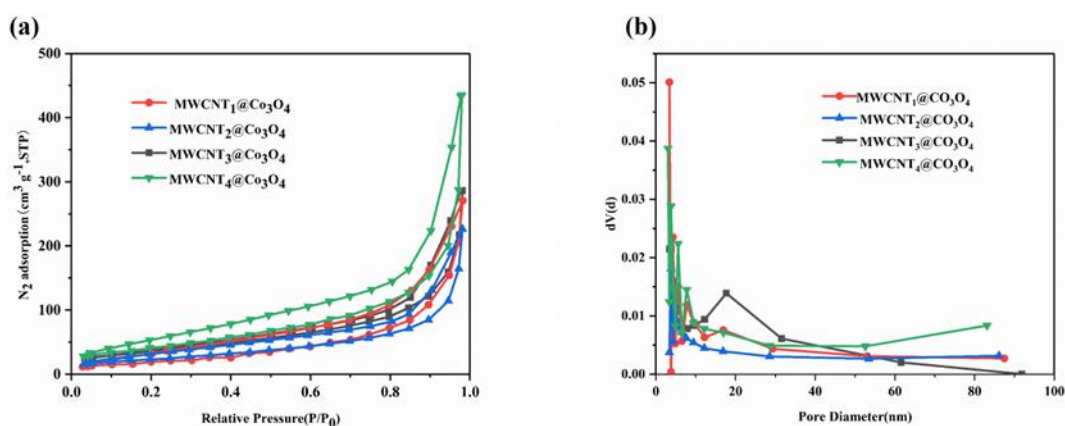 (a)
500
400
300
200
100
0
N2 adsorption (cm3 g-1,STP)
MWCNT1@Co3O4
MWCNT2@Co3O4
MWCNT3@Co3O4
MWCNT4@Co3O4
0.0 0.2 0.4 0.6 0.8 1.0
Relative Pressure(P/P0)
(b)
0.05
0.04
0.03
0.02
0.01
0.00
dV(d)
MWCNT1@CO3O4
MWCNT2@CO3O4
MWCNT3@CO3O4
MWCNT4@CO3O4
0 20 40 60 80 100
Pore Diameter(nm)